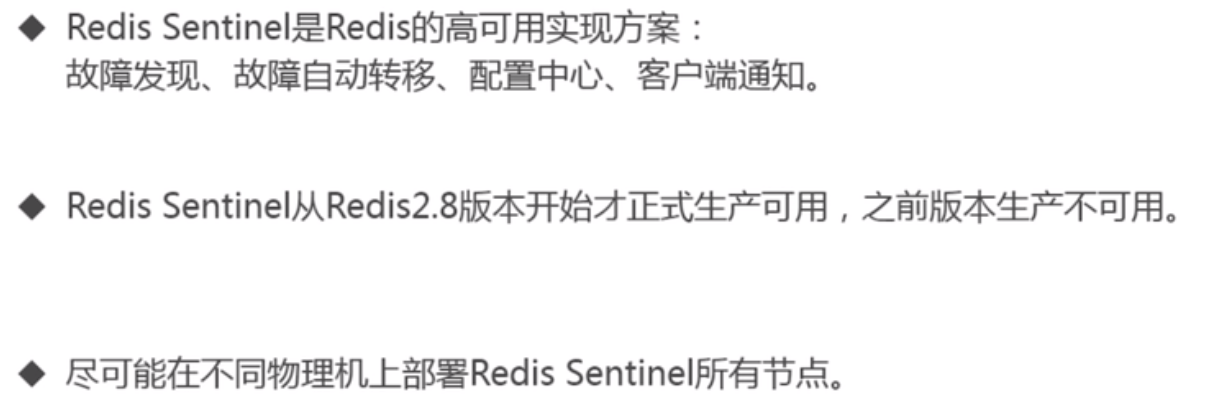 ◆ Redis Sentinel是Redis的高可用实现方案：
故障发现、故障自动转移、配置中心、客户端通知。
◆ Redis Sentinel从Redis2.8版本开始才正式生产可用，之前版本生产不可用。
◆ 尽可能在不同物理机上部署Redis Sentinel所有节点。